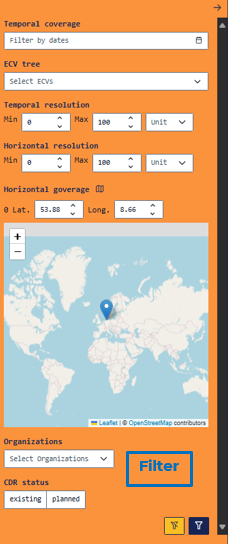 Temporal coverage
Filter by dates
ECV tree
Select ECVs
Temporal resolution
Min 0 Max 100 Unit
Horizontal resolution
Min 0 Max 100 Unit
Horizontal goverage
0 Lat. 53.88 Long. 8.66
+
−
Leaflet | © OpenStreetMap contributors
Organizations
Select Organizations
Filter
CDR status
existing planned